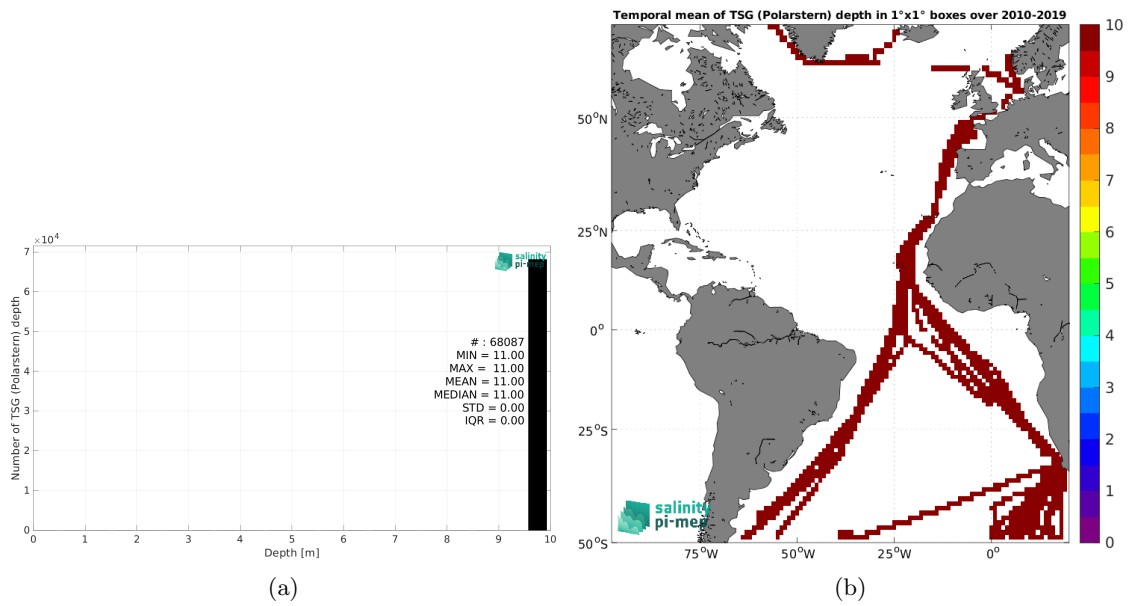 ×10⁴
7
6
5
4
3
2
1
0
Number of TSG (Polarstern) depth
salinity
pi-mep
# : 68087
MIN = 11.00
MAX = 11.00
MEAN = 11.00
MEDIAN = 11.00
STD = 0.00
IQR = 0.00
0 1 2 3 4 5 6 7 8 9 10
Depth [m]
(a)
Temporal mean of TSG (Polarstern) depth in 1°x1° boxes over 2010-2019
50°N
25°N
0°
25°S
50°S
75°W 50°W 25°W 0°
salinity
pi-mep
10
9
8
7
6
5
4
3
2
1
0
(b)